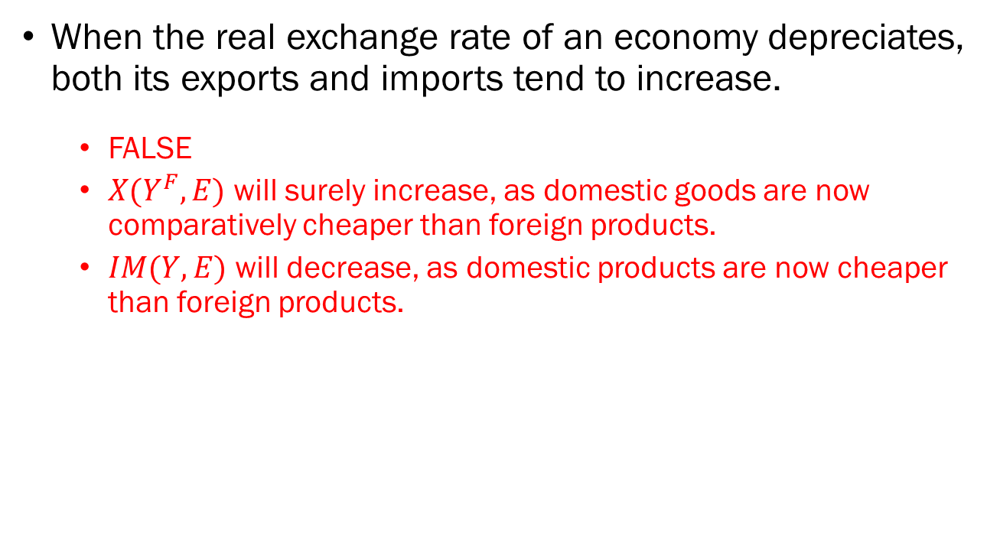 • When the real exchange rate of an economy depreciates,
both its exports and imports tend to increase.
• FALSE
• X(Y^F, E) will surely increase, as domestic goods are now
comparatively cheaper than foreign products.
• IM(Y, E) will decrease, as domestic products are now cheaper
than foreign products.